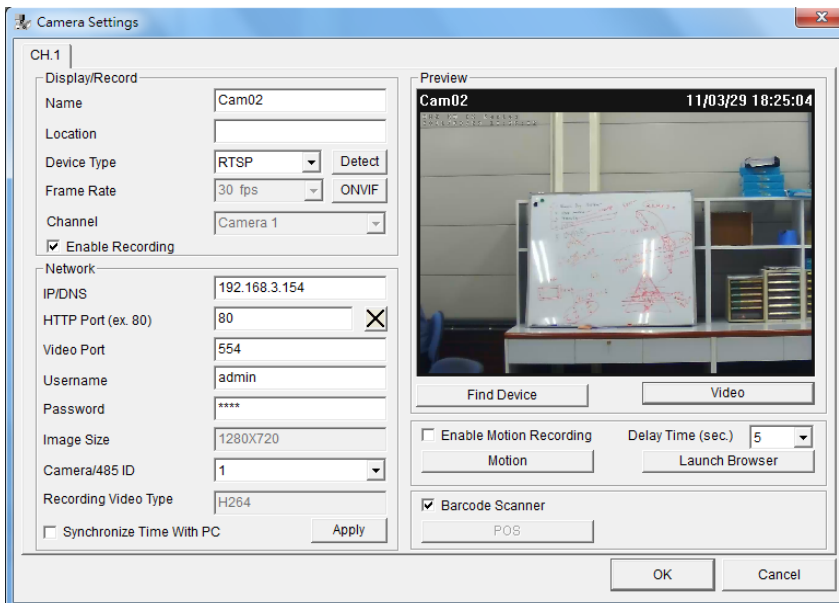 Camera Settings
CH.1
Display/Record
Name Cam02
Location
Device Type RTSP Detect
Frame Rate 30 fps ONVIF
Channel Camera 1
Enable Recording
Network
IP/DNS 192.168.3.154
HTTP Port (ex. 80) 80
Video Port 554
Username admin
Password ****
Image Size 1280X720
Camera/485 ID 1
Recording Video Type H264
Synchronize Time With PC Apply
Preview
Cam02 11/03/29 18:25:04
Find Device Video
Enable Motion Recording Delay Time (sec.) 5
Motion Launch Browser
Barcode Scanner
POS
OK Cancel